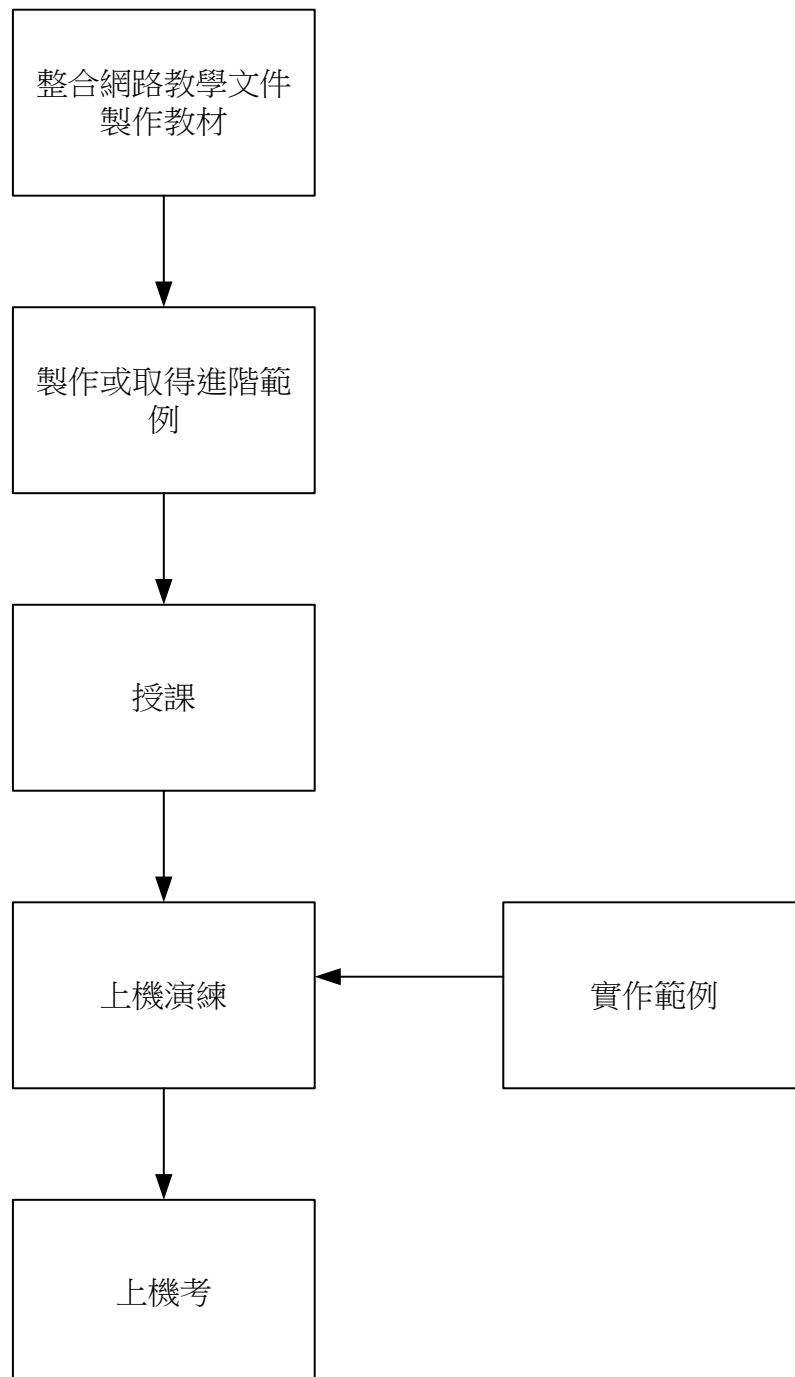 整合網路教學文件
製作教材
製作或取得進階範
例
授課
上機演練
實作範例
上機考